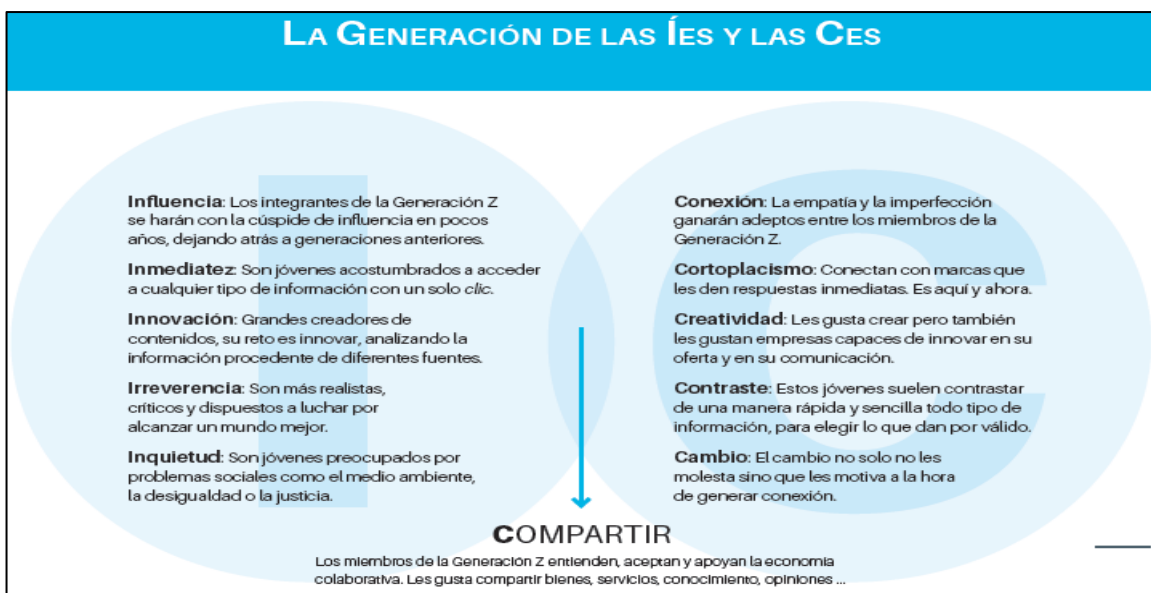 LA GENERACIÓN DE LAS ÍES Y LAS CES
Influencia: Los integrantes de la Generación Z
se harán con la cúspide de influencia en pocos
años, dejando atrás a generaciones anteriores.
Inmediatez: Son jóvenes acostumbrados a acceder
a cualquier tipo de información con un solo clic.
Innovación: Grandes creadores de
contenidos, su reto es innovar, analizando la
información procedente de diferentes fuentes.
Irreverencia: Son más realistas,
críticos y dispuestos a luchar por
alcanzar un mundo mejor.
Inquietud: Son jóvenes preocupados por
problemas sociales como el medio ambiente,
la desigualdad o la justicia.
Conexión: La empatía y la imperfección
ganarán adeptos entre los miembros de la
Generación Z.
Cortoplacismo: Conectan con marcas que
les den respuestas inmediatas. Es aquí y ahora.
Creatividad: Les gusta crear pero también
les gustan empresas capaces de innovar en su
oferta y en su comunicación.
Contraste: Estos jóvenes suelen contrastar
de una manera rápida y sencilla todo tipo de
información, para elegir lo que dan por válido.
Cambio: El cambio no solo no les
molesta sino que les motiva a la hora
de generar conexión.
I C
COMPARTIR
Los miembros de la Generación Z entienden, aceptan y apoyan la economía
colaborativa. Les gusta compartir bienes, servicios, conocimiento, opiniones ...